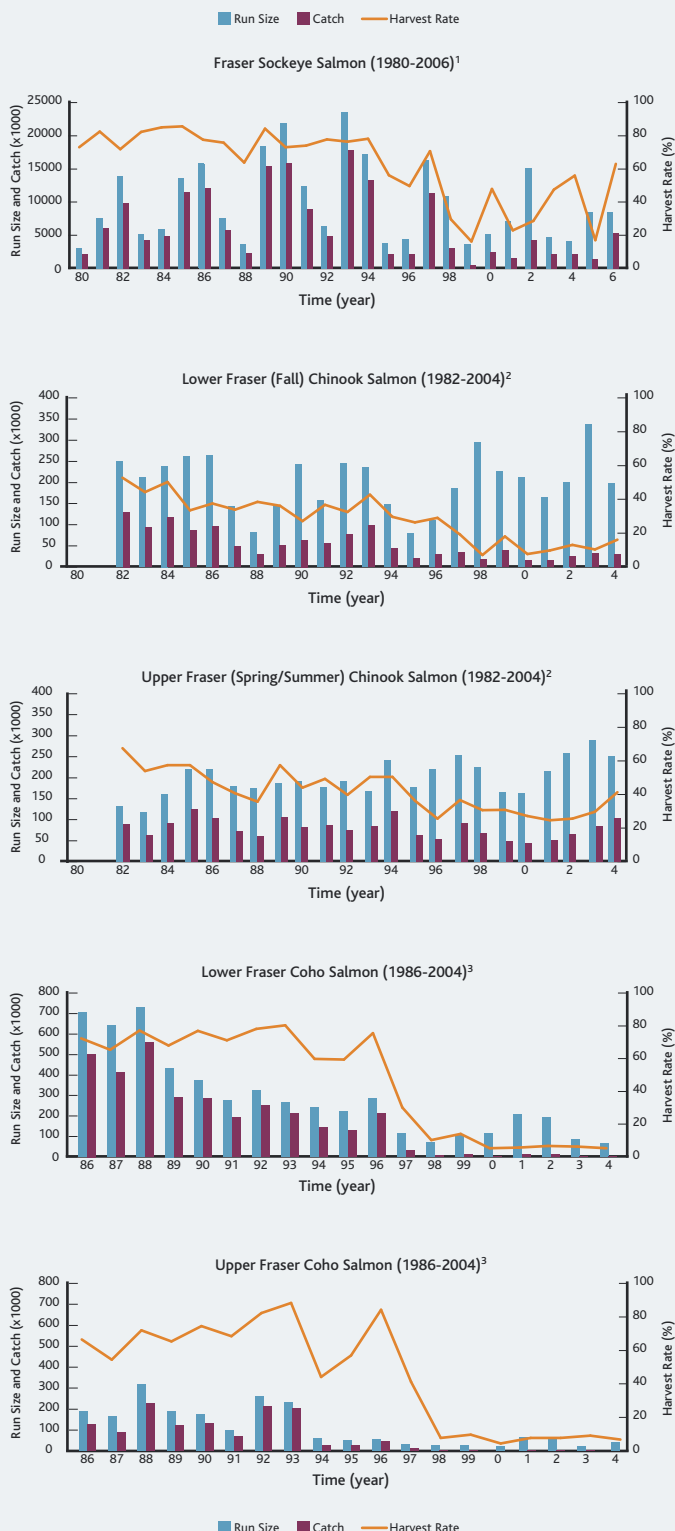 Run Size Catch Harvest Rate
Fraser Sockeye Salmon (1980-2006)¹
Run Size and Catch (x1000)
25000
20000
15000
10000
5000
0
100
80
60
40
20
0
Harvest Rate (%)
80 82 84 86 88 90 92 94 96 98 0 2 4 6
Time (year)
Lower Fraser (Fall) Chinook Salmon (1982-2004)²
Run Size and Catch (x1000)
400
350
300
250
200
150
100
50
0
100
80
60
40
20
0
Harvest Rate (%)
80 82 84 86 88 90 92 94 96 98 0 2 4
Time (year)
Upper Fraser (Spring/Summer) Chinook Salmon (1982-2004)²
Run Size and Catch (x1000)
400
350
300
250
200
150
100
50
0
100
80
60
40
20
0
Harvest Rate (%)
80 82 84 86 88 90 92 94 96 98 0 2 4
Time (year)
Lower Fraser Coho Salmon (1986-2004)³
Run Size and Catch (x1000)
800
700
600
500
400
300
200
100
0
100
80
60
40
20
0
Harvest Rate (%)
86 87 88 89 90 91 92 93 94 95 96 97 98 99 0 1 2 3 4
Time (year)
Upper Fraser Coho Salmon (1986-2004)³
Run Size and Catch (x1000)
800
700
600
500
400
300
200
100
0
100
80
60
40
20
0
Harvest Rate (%)
86 87 88 89 90 91 92 93 94 95 96 97 98 99 0 1 2 3 4
Time (year)
Run Size Catch Harvest Rate